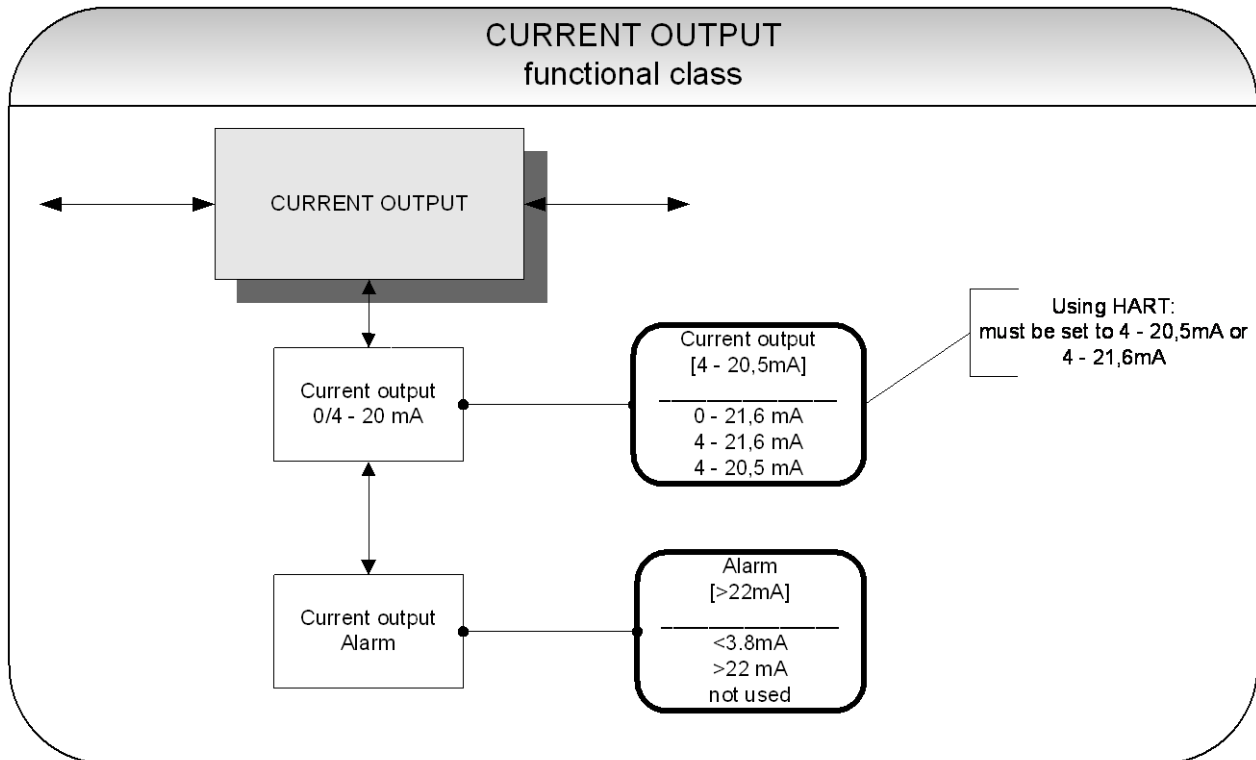 CURRENT OUTPUT
functional class
CURRENT OUTPUT
Current output
0/4 - 20 mA
Current output
[4 - 20,5mA]
0 - 21,6 mA
4 - 21,6 mA
4 - 20,5 mA
Using HART:
must be set to 4 - 20,5mA or
4 - 21,6mA
Current output
Alarm
Alarm
[>22mA]
<3.8mA
>22 mA
not used